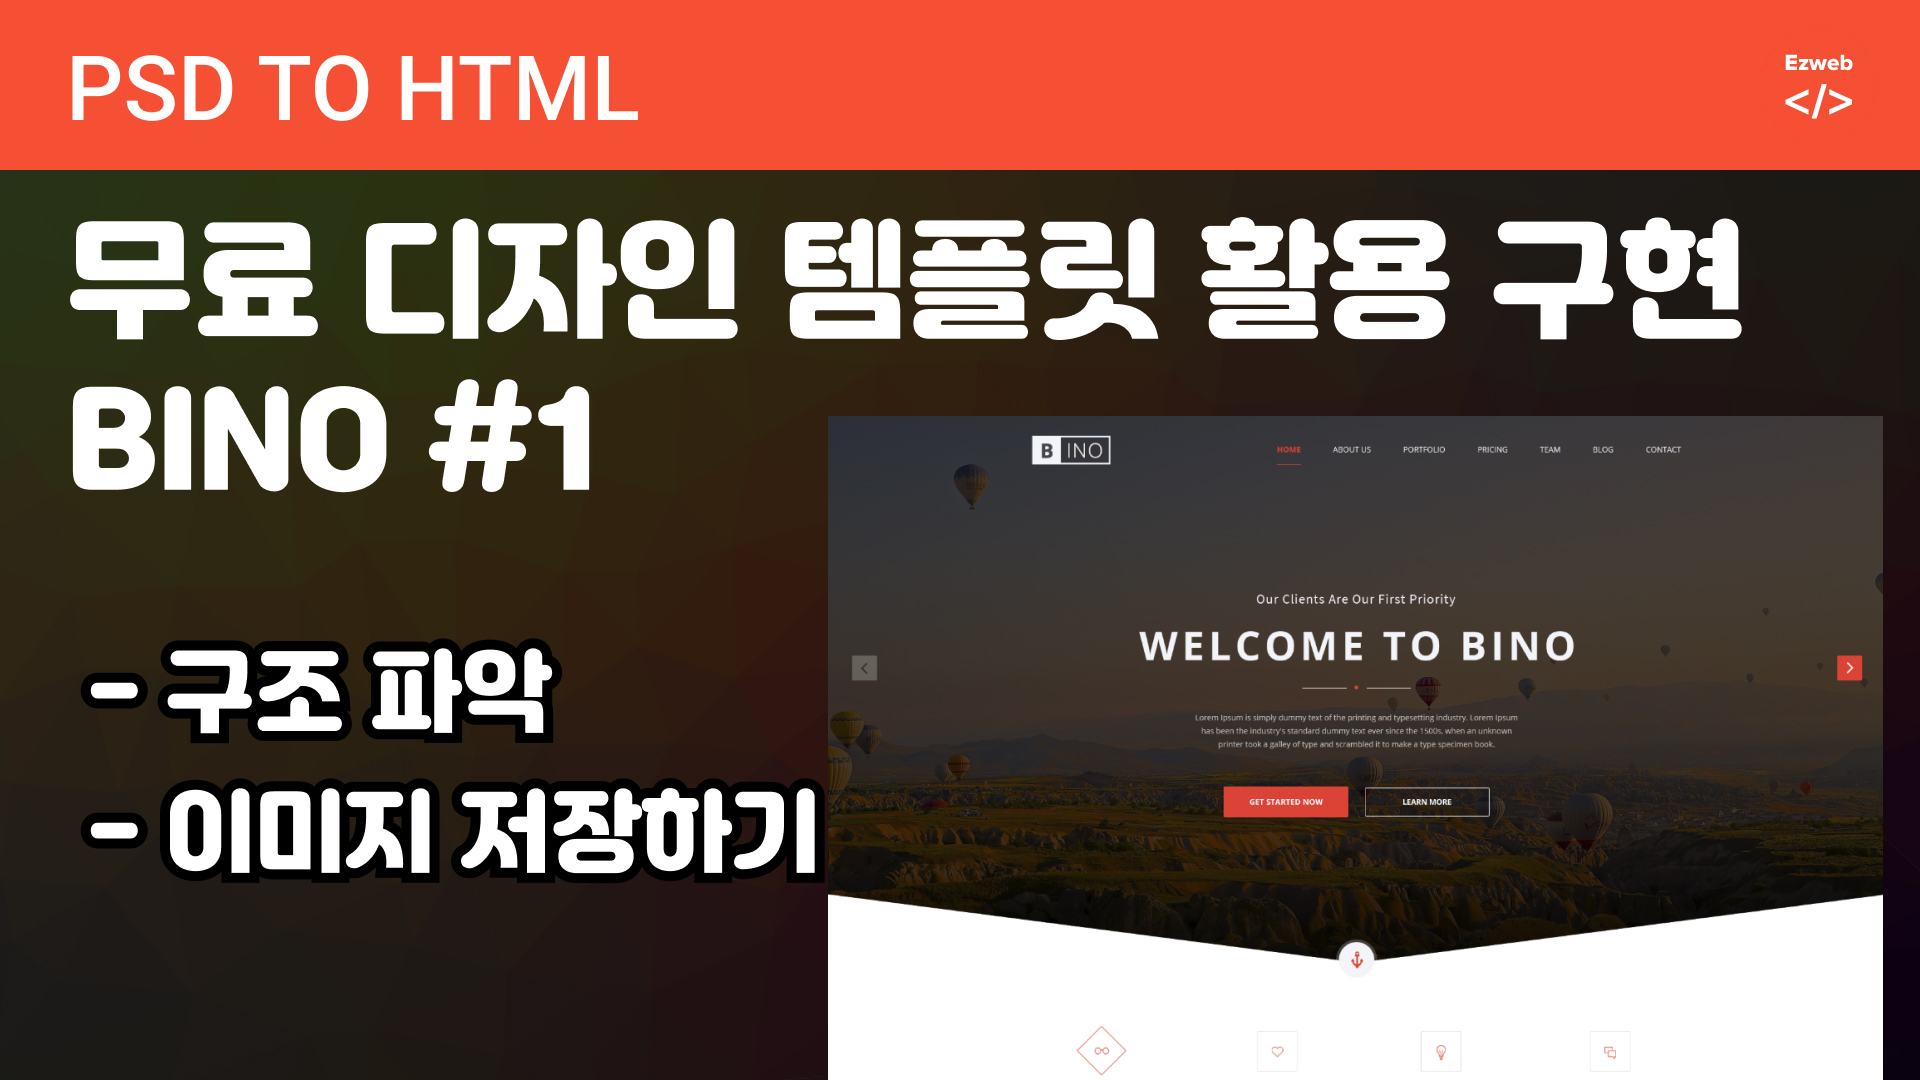 PSD TO HTML
Ezweb
</>
무료 디자인 템플릿 활용 구현
BINO #1
- 구조 파악
- 이미지 저장하기
B INO
HOME ABOUT US PORTFOLIO PRICING TEAM BLOG CONTACT
Our Clients Are Our First Priority
WELCOME TO BINO
Lorem Ipsum is simply dummy text of the printing and typesetting industry. Lorem Ipsum
has been the industry's standard dummy text ever since the 1500s, when an unknown
printer took a galley of type and scrambled it to make a type specimen book.
GET STARTED NOW LEARN MORE